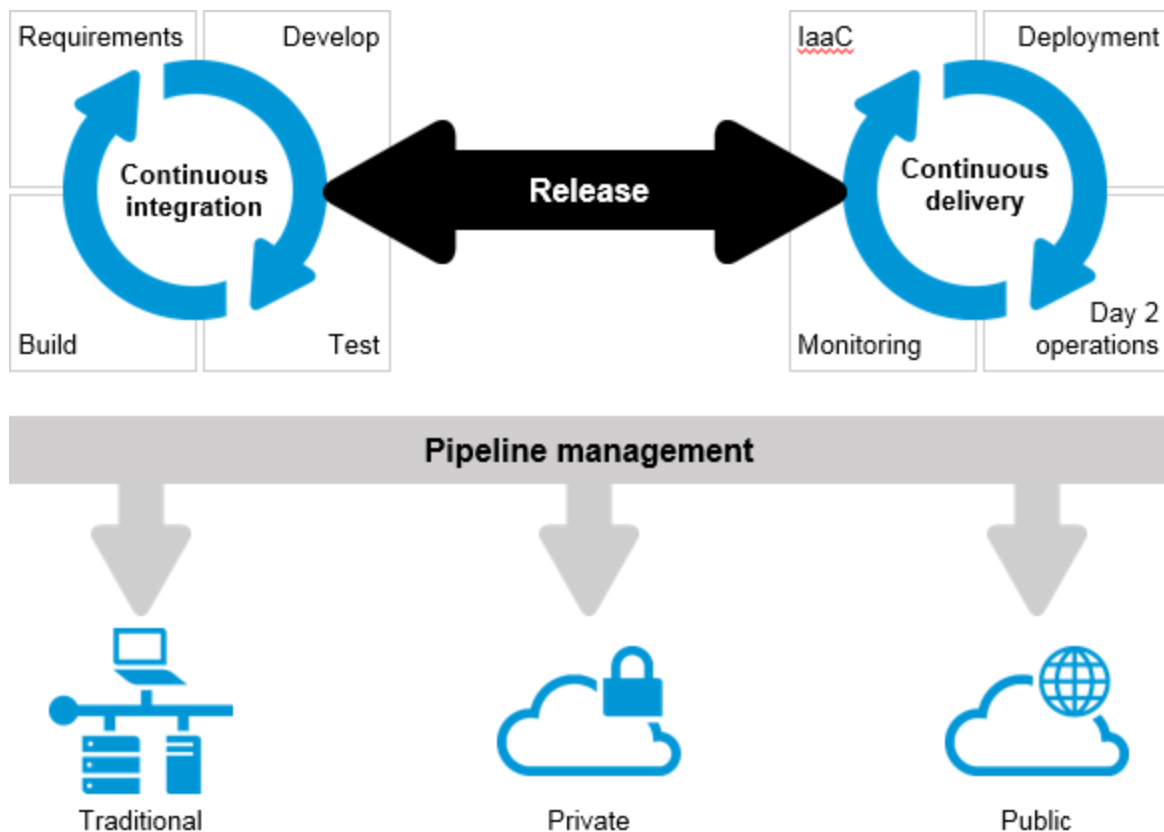 Requirements
Develop
Continuous
integration
Build
Test
Release
IaaC
Deployment
Continuous
delivery
Monitoring
Day 2
operations
Pipeline management
Traditional
Private
Public